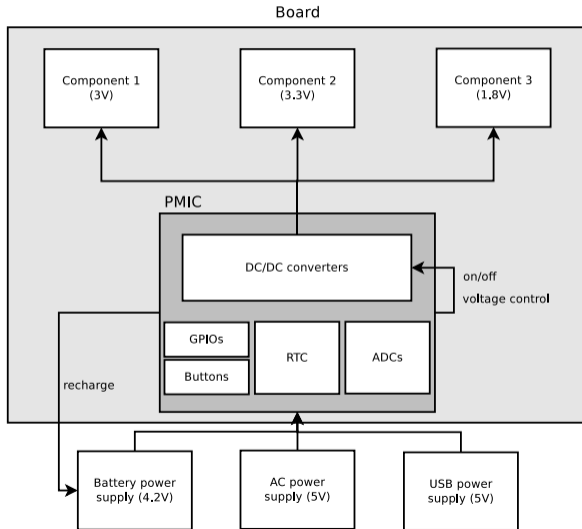 Board
Component 1
(3V)
Component 2
(3.3V)
Component 3
(1.8V)
PMIC
DC/DC converters
on/off
voltage control
GPIOs
Buttons
RTC
ADCs
recharge
Battery power
supply (4.2V)
AC power
supply (5V)
USB power
supply (5V)